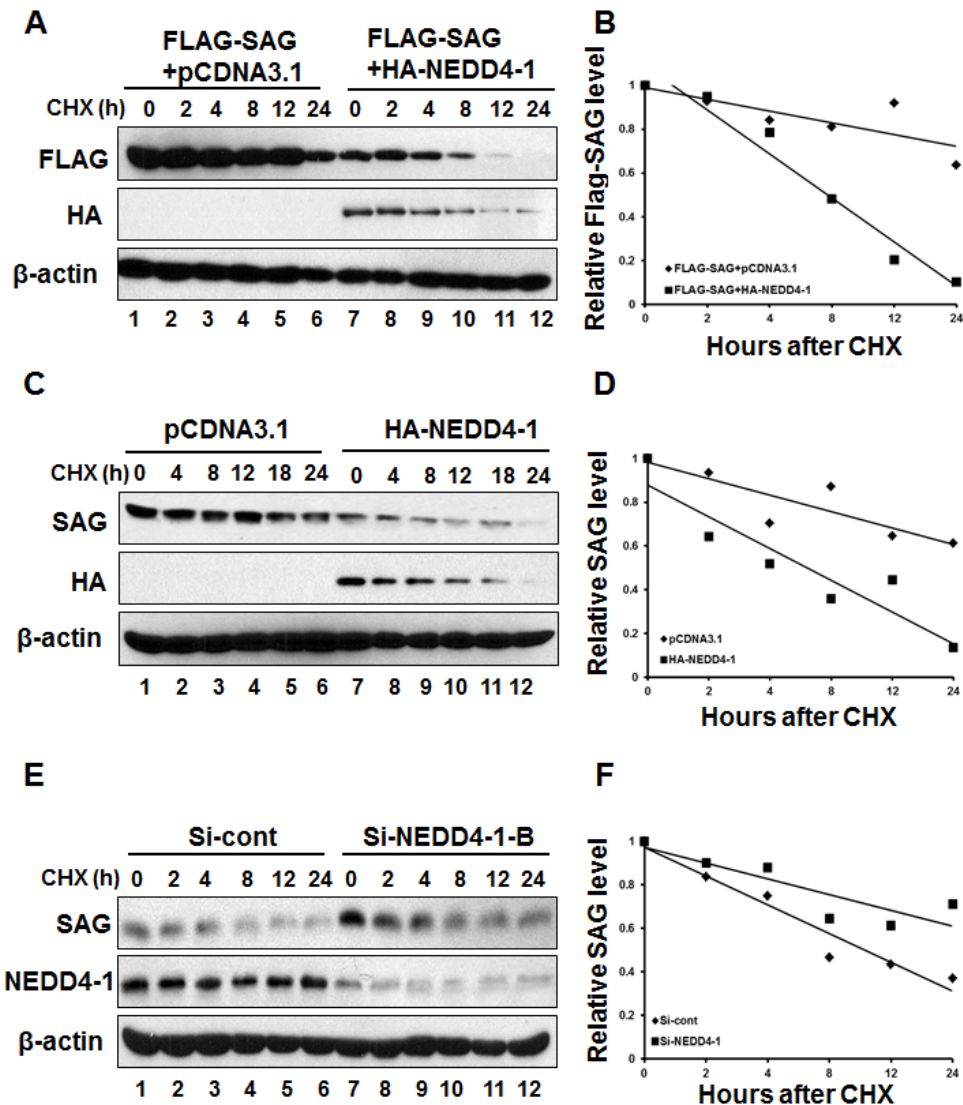 A
FLAG-SAG
+pCDNA3.1
FLAG-SAG
+HA-NEDD4-1
CHX (h) 0 2 4 8 12 24 0 2 4 8 12 24
FLAG
HA
β-actin
1 2 3 4 5 6 7 8 9 10 11 12
B
Relative Flag-SAG level
1
0.8
0.6
0.4
0.2
0
◆ FLAG-SAG+pCDNA3.1
■ FLAG-SAG+HA-NEDD4-1
0 2 4 8 12 24
Hours after CHX
C
pCDNA3.1 HA-NEDD4-1
CHX (h) 0 4 8 12 18 24 0 4 8 12 18 24
SAG
HA
β-actin
1 2 3 4 5 6 7 8 9 10 11 12
D
Relative SAG level
1
0.8
0.6
0.4
0.2
0
◆ pCDNA3.1
■ HA-NEDD4-1
0 2 4 8 12 24
Hours after CHX
E
Si-cont Si-NEDD4-1-B
CHX (h) 0 2 4 8 12 24 0 2 4 8 12 24
SAG
NEDD4-1
β-actin
1 2 3 4 5 6 7 8 9 10 11 12
F
Relative SAG level
1
0.8
0.6
0.4
0.2
0
◆ Si-cont
■ Si-NEDD4-1
0 2 4 8 12 24
Hours after CHX